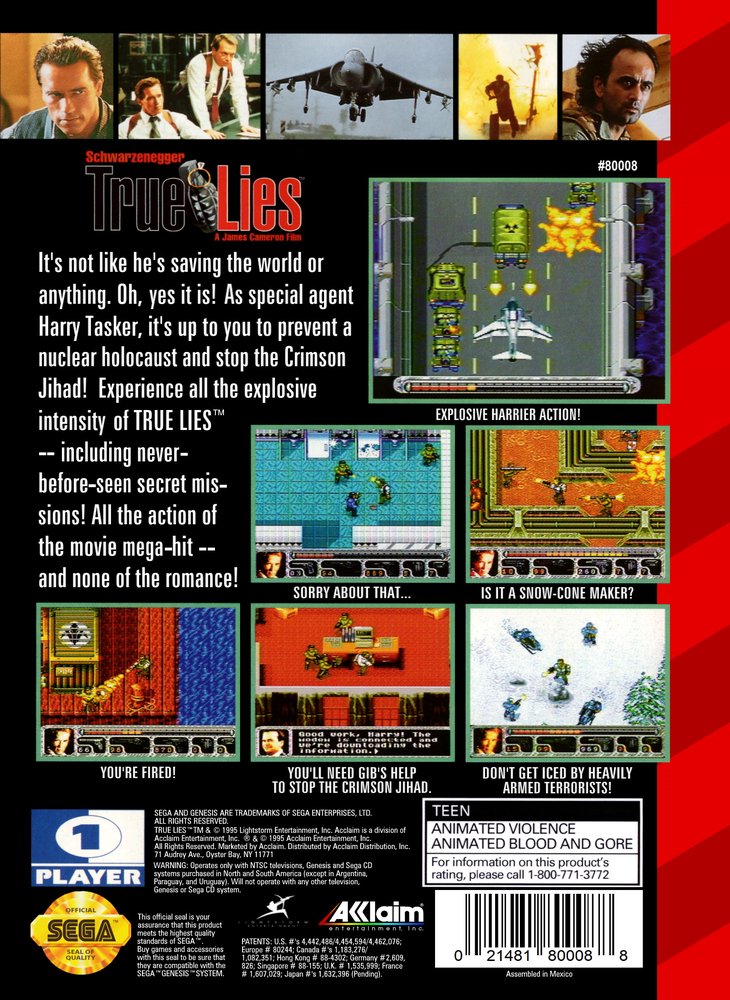 #80008
Schwarzenegger
True Lies™
A James Cameron Film
It's not like he's saving the world or
anything. Oh, yes it is! As special agent
Harry Tasker, it's up to you to prevent a
nuclear holocaust and stop the Crimson
Jihad! Experience all the explosive
intensity of TRUE LIES™
-- including never-
before-seen secret mis-
sions! All the action of
the movie mega-hit --
and none of the romance!
EXPLOSIVE HARRIER ACTION!
SORRY ABOUT THAT...
IS IT A SNOW-CONE MAKER?
Good work, Harry! The
modem is connected and
we're downloading the
information.
YOU'RE FIRED!
YOU'LL NEED GIB'S HELP
TO STOP THE CRIMSON JIHAD.
DON'T GET ICED BY HEAVILY
ARMED TERRORISTS!
1
PLAYER
SEGA AND GENESIS ARE TRADEMARKS OF SEGA ENTERPRISES, LTD.
ALL RIGHTS RESERVED.
TRUE LIES™TM & © 1995 Lightstorm Entertainment, Inc. Acclaim is a division of
Acclaim Entertainment, Inc. ® & © 1995 Acclaim Entertainment, Inc.
All Rights Reserved. Marketed by Acclaim. Distributed by Acclaim Distribution, Inc.
71 Audrey Ave., Oyster Bay, NY 11771
WARNING: Operates only with NTSC televisions, Genesis and Sega CD
systems purchased in North and South America (except in Argentina,
Paraguay, and Uruguay). Will not operate with any other television,
Genesis or Sega CD system.
TEEN
ANIMATED VIOLENCE
ANIMATED BLOOD AND GORE
For information on this product's
rating, please call 1-800-771-3772
OFFICIAL
SEGA
SEAL OF
QUALITY
This official seal is your
assurance that this product
meets the highest quality
standards of SEGA™.
Buy games and accessories
with this seal to be sure that
they are compatible with the
SEGA™ GENESIS™ SYSTEM.
LIGHTSTORM
ENTERTAINMENT
AKklaim
entertainment, inc.
PATENTS: U.S. #'s 4,442,486/4,454,594/4,462,076;
Europe # 80244; Canada #'s 1,183,276/
1,082,351; Hong Kong # 88-4302; Germany #2,609,
826; Singapore # 88-155; U.K. # 1,535,999; France
# 1,607,029; Japan #'s 1,632,396 (Pending).
0 21481 80008 8
Assembled in Mexico